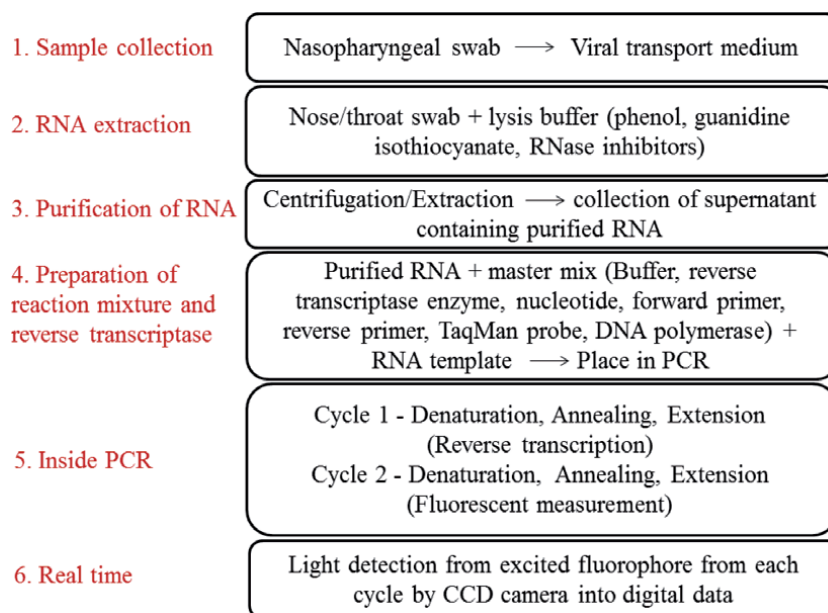 1. Sample collection
Nasopharyngeal swab ⟶ Viral transport medium
2. RNA extraction
Nose/throat swab + lysis buffer (phenol, guanidine
isothiocyanate, RNase inhibitors)
3. Purification of RNA
Centrifugation/Extraction ⟶ collection of supernatant
containing purified RNA
4. Preparation of
reaction mixture and
reverse transcriptase
Purified RNA + master mix (Buffer, reverse
transcriptase enzyme, nucleotide, forward primer,
reverse primer, TaqMan probe, DNA polymerase) +
RNA template ⟶ Place in PCR
5. Inside PCR
Cycle 1 - Denaturation, Annealing, Extension
(Reverse transcription)
Cycle 2 - Denaturation, Annealing, Extension
(Fluorescent measurement)
6. Real time
Light detection from excited fluorophore from each
cycle by CCD camera into digital data